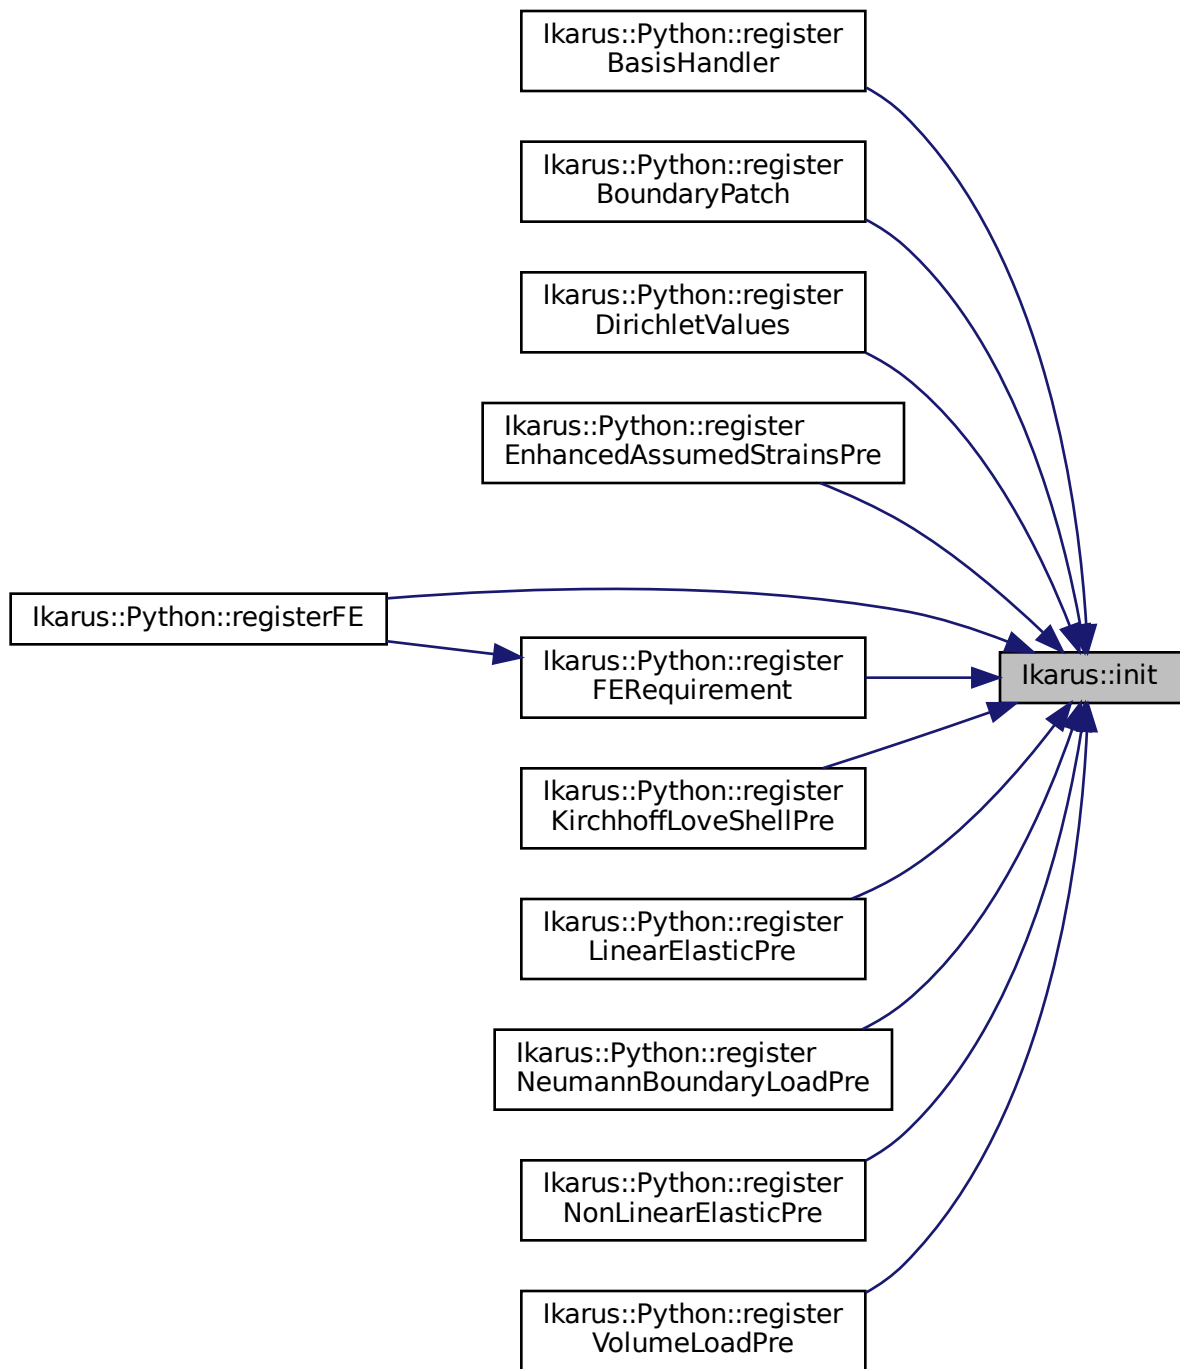 Ikarus::Python::register
BasisHandler
Ikarus::Python::register
BoundaryPatch
Ikarus::Python::register
DirichletValues
Ikarus::Python::register
EnhancedAssumedStrainsPre
Ikarus::Python::registerFE
Ikarus::Python::register
FERequirement
Ikarus::init
Ikarus::Python::register
KirchhoffLoveShellPre
Ikarus::Python::register
LinearElasticPre
Ikarus::Python::register
NeumannBoundaryLoadPre
Ikarus::Python::register
NonLinearElasticPre
Ikarus::Python::register
VolumeLoadPre